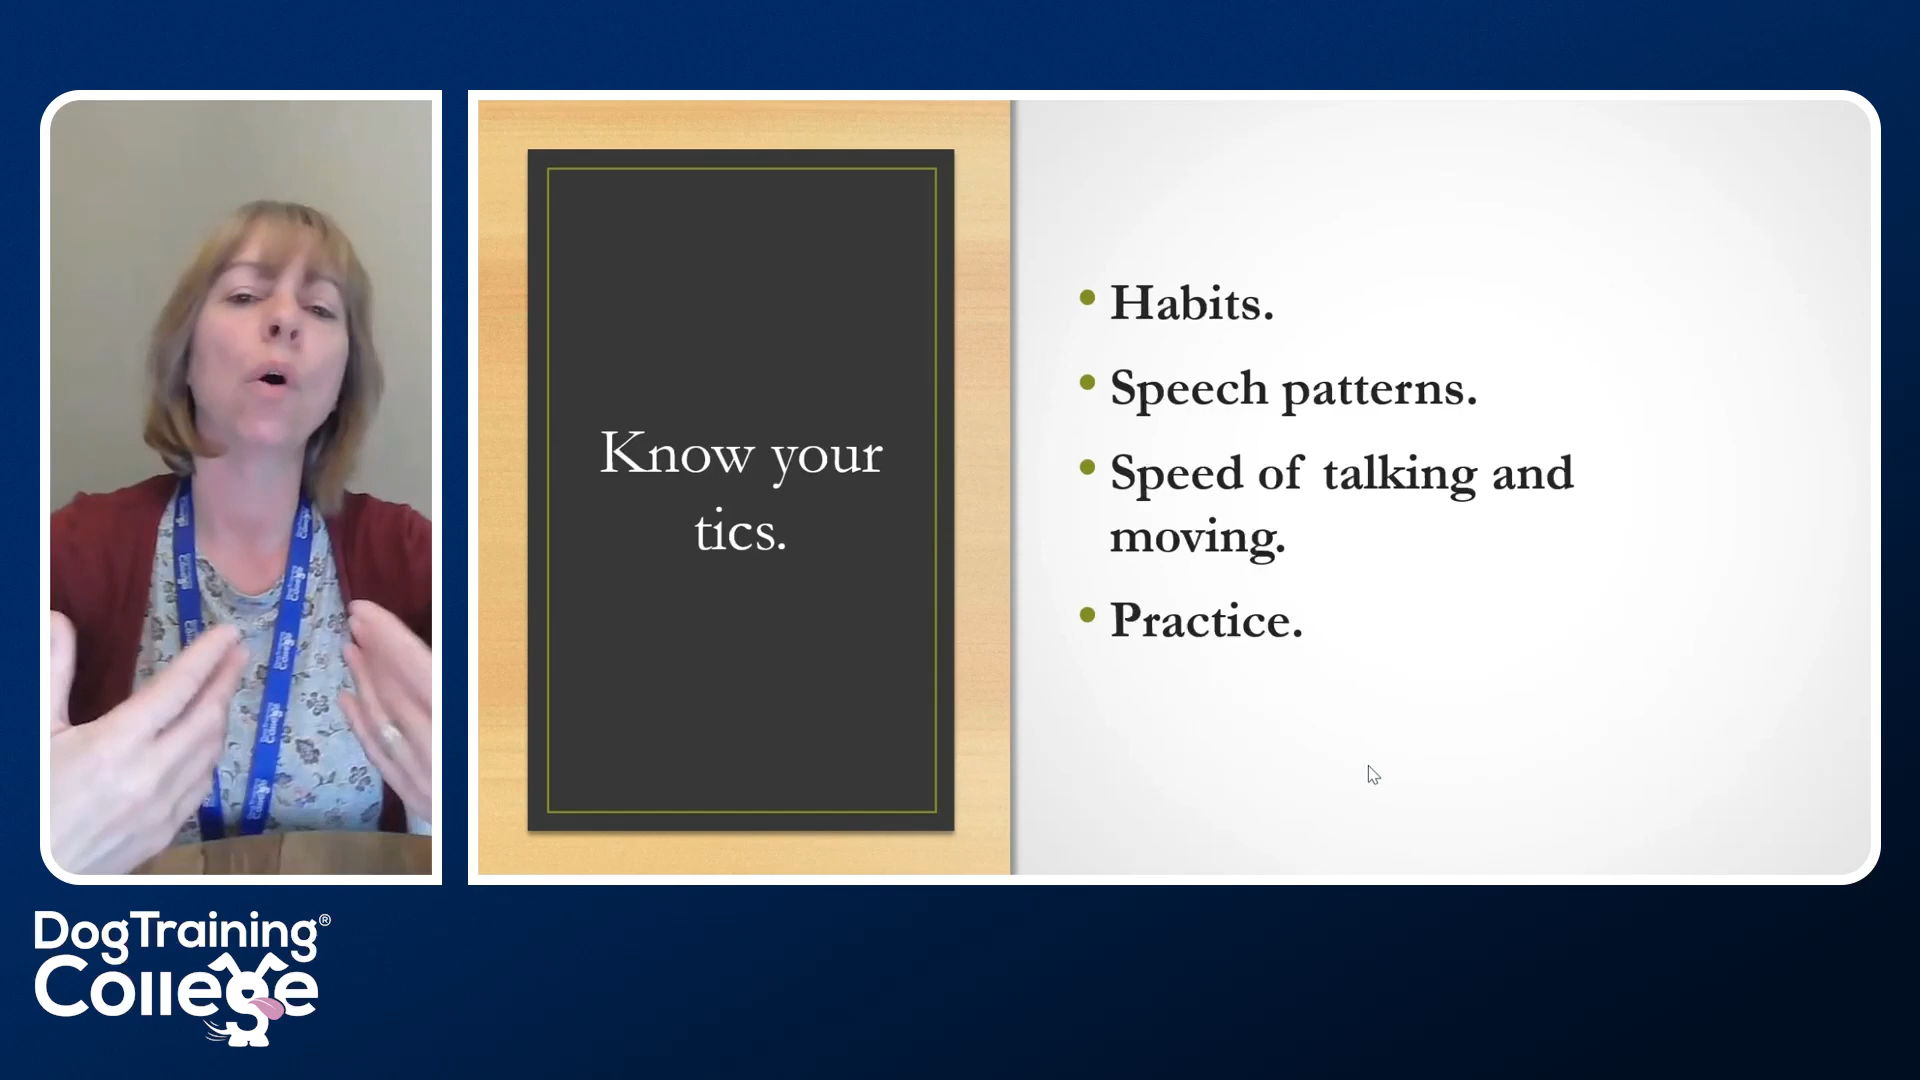 Know your
tics.
• Habits.
• Speech patterns.
• Speed of talking and
moving.
• Practice.
DogTraining®
College